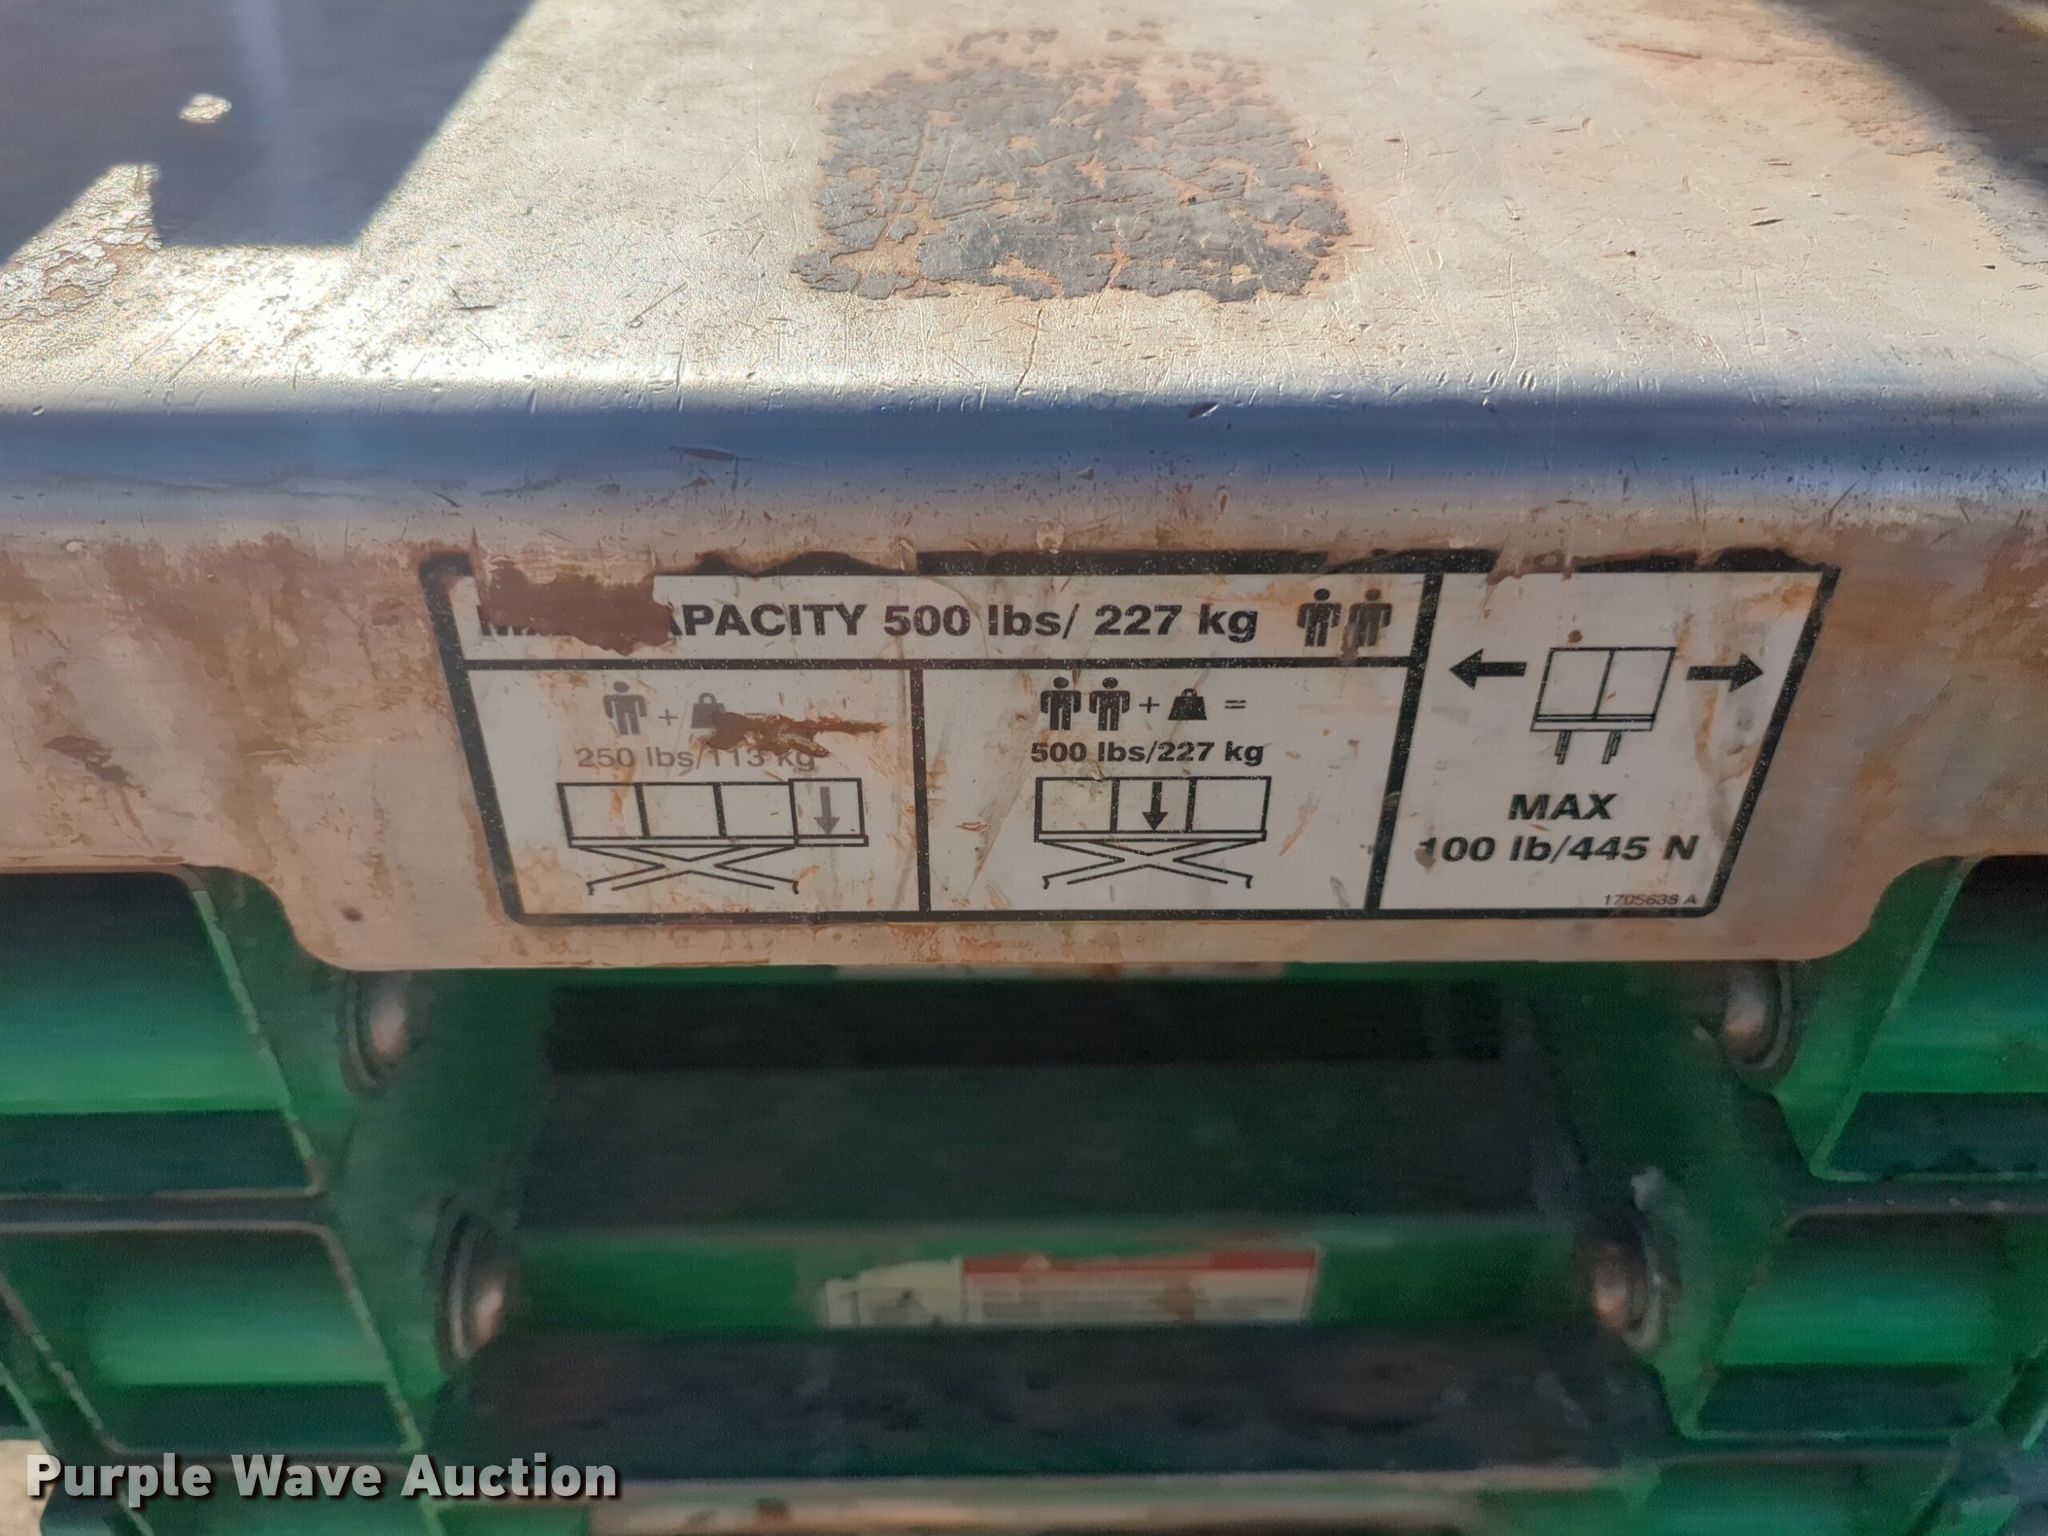 CAPACITY 500 lbs/ 227 kg
+ =
250 lbs/113 kg
+ =
500 lbs/227 kg
MAX
100 lb/445 N
1705638 A
Purple Wave Auction